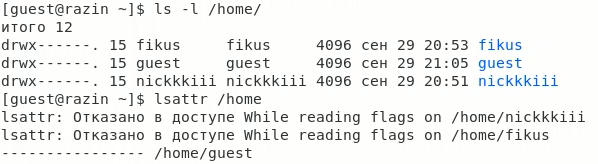 [guest@razin ~]$ ls -l /home/
итого 12
drwx------. 15 fikus    fikus    4096 сен 29 20:53 fikus
drwx------. 15 guest    guest    4096 сен 29 21:05 guest
drwx------. 15 nickkkiii nickkkiii 4096 сен 29 20:51 nickkkiii
[guest@razin ~]$ lsattr /home
lsattr: Отказано в доступе While reading flags on /home/nickkkiii
lsattr: Отказано в доступе While reading flags on /home/fikus
---------------- /home/guest